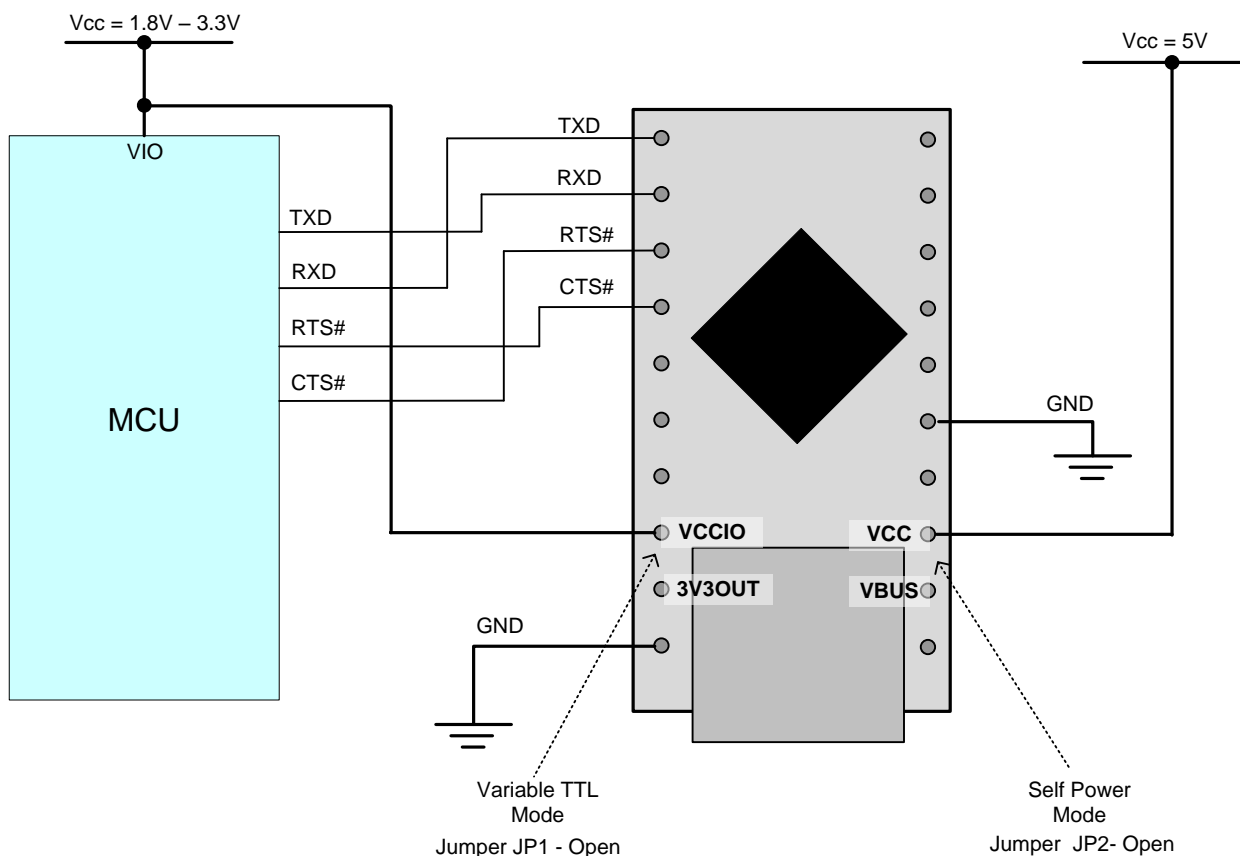 Vcc = 1.8V – 3.3V
Vcc = 5V
VIO
TXD
RXD
RTS#
CTS#
MCU
TXD
RXD
RTS#
CTS#
GND
VCCIO
VCC
3V3OUT
VBUS
GND
Variable TTL
Mode
Jumper JP1 - Open
Self Power
Mode
Jumper JP2- Open